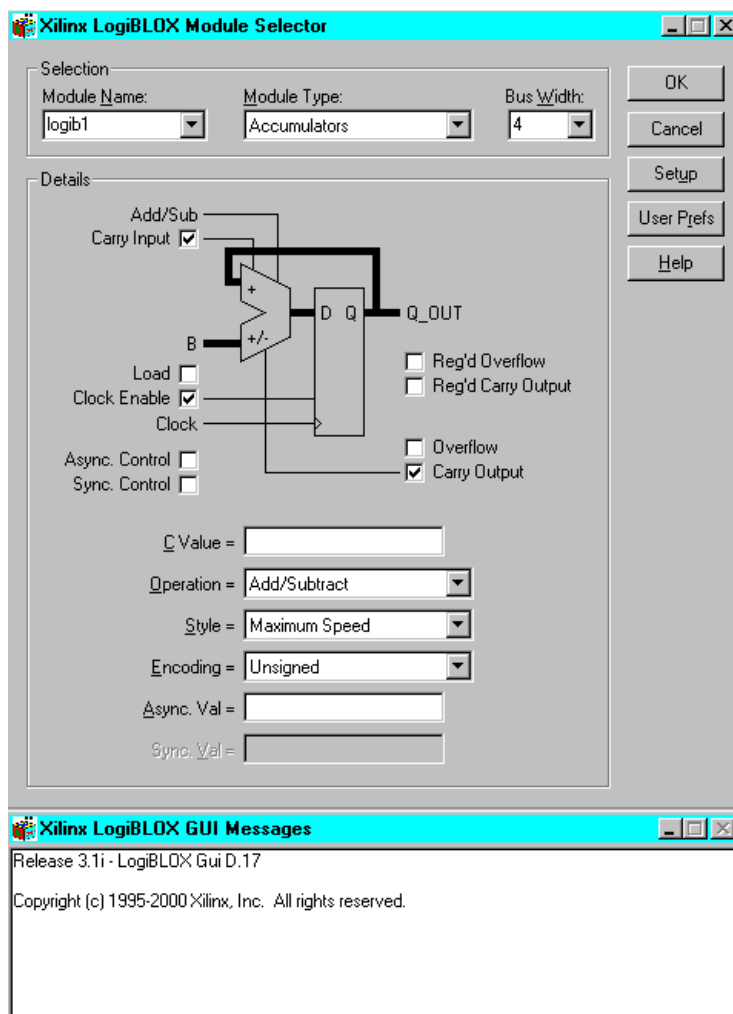 Xilinx LogiBLOX Module Selector
Selection
Module Name: Module Type: Bus Width:
logib1 Accumulators 4
OK
Cancel
Setup
User Prefs
Help
Details
Add/Sub
Carry Input
+
D Q Q_OUT
+/-
B
Load
Clock Enable
Clock
Async. Control
Sync. Control
Reg'd Overflow
Reg'd Carry Output
Overflow
Carry Output
C Value =
Operation = Add/Subtract
Style = Maximum Speed
Encoding = Unsigned
Async. Val =
Sync. Val =
Xilinx LogiBLOX GUI Messages
Release 3.1i - LogiBLOX Gui D.17
Copyright (c) 1995-2000 Xilinx, Inc. All rights reserved.